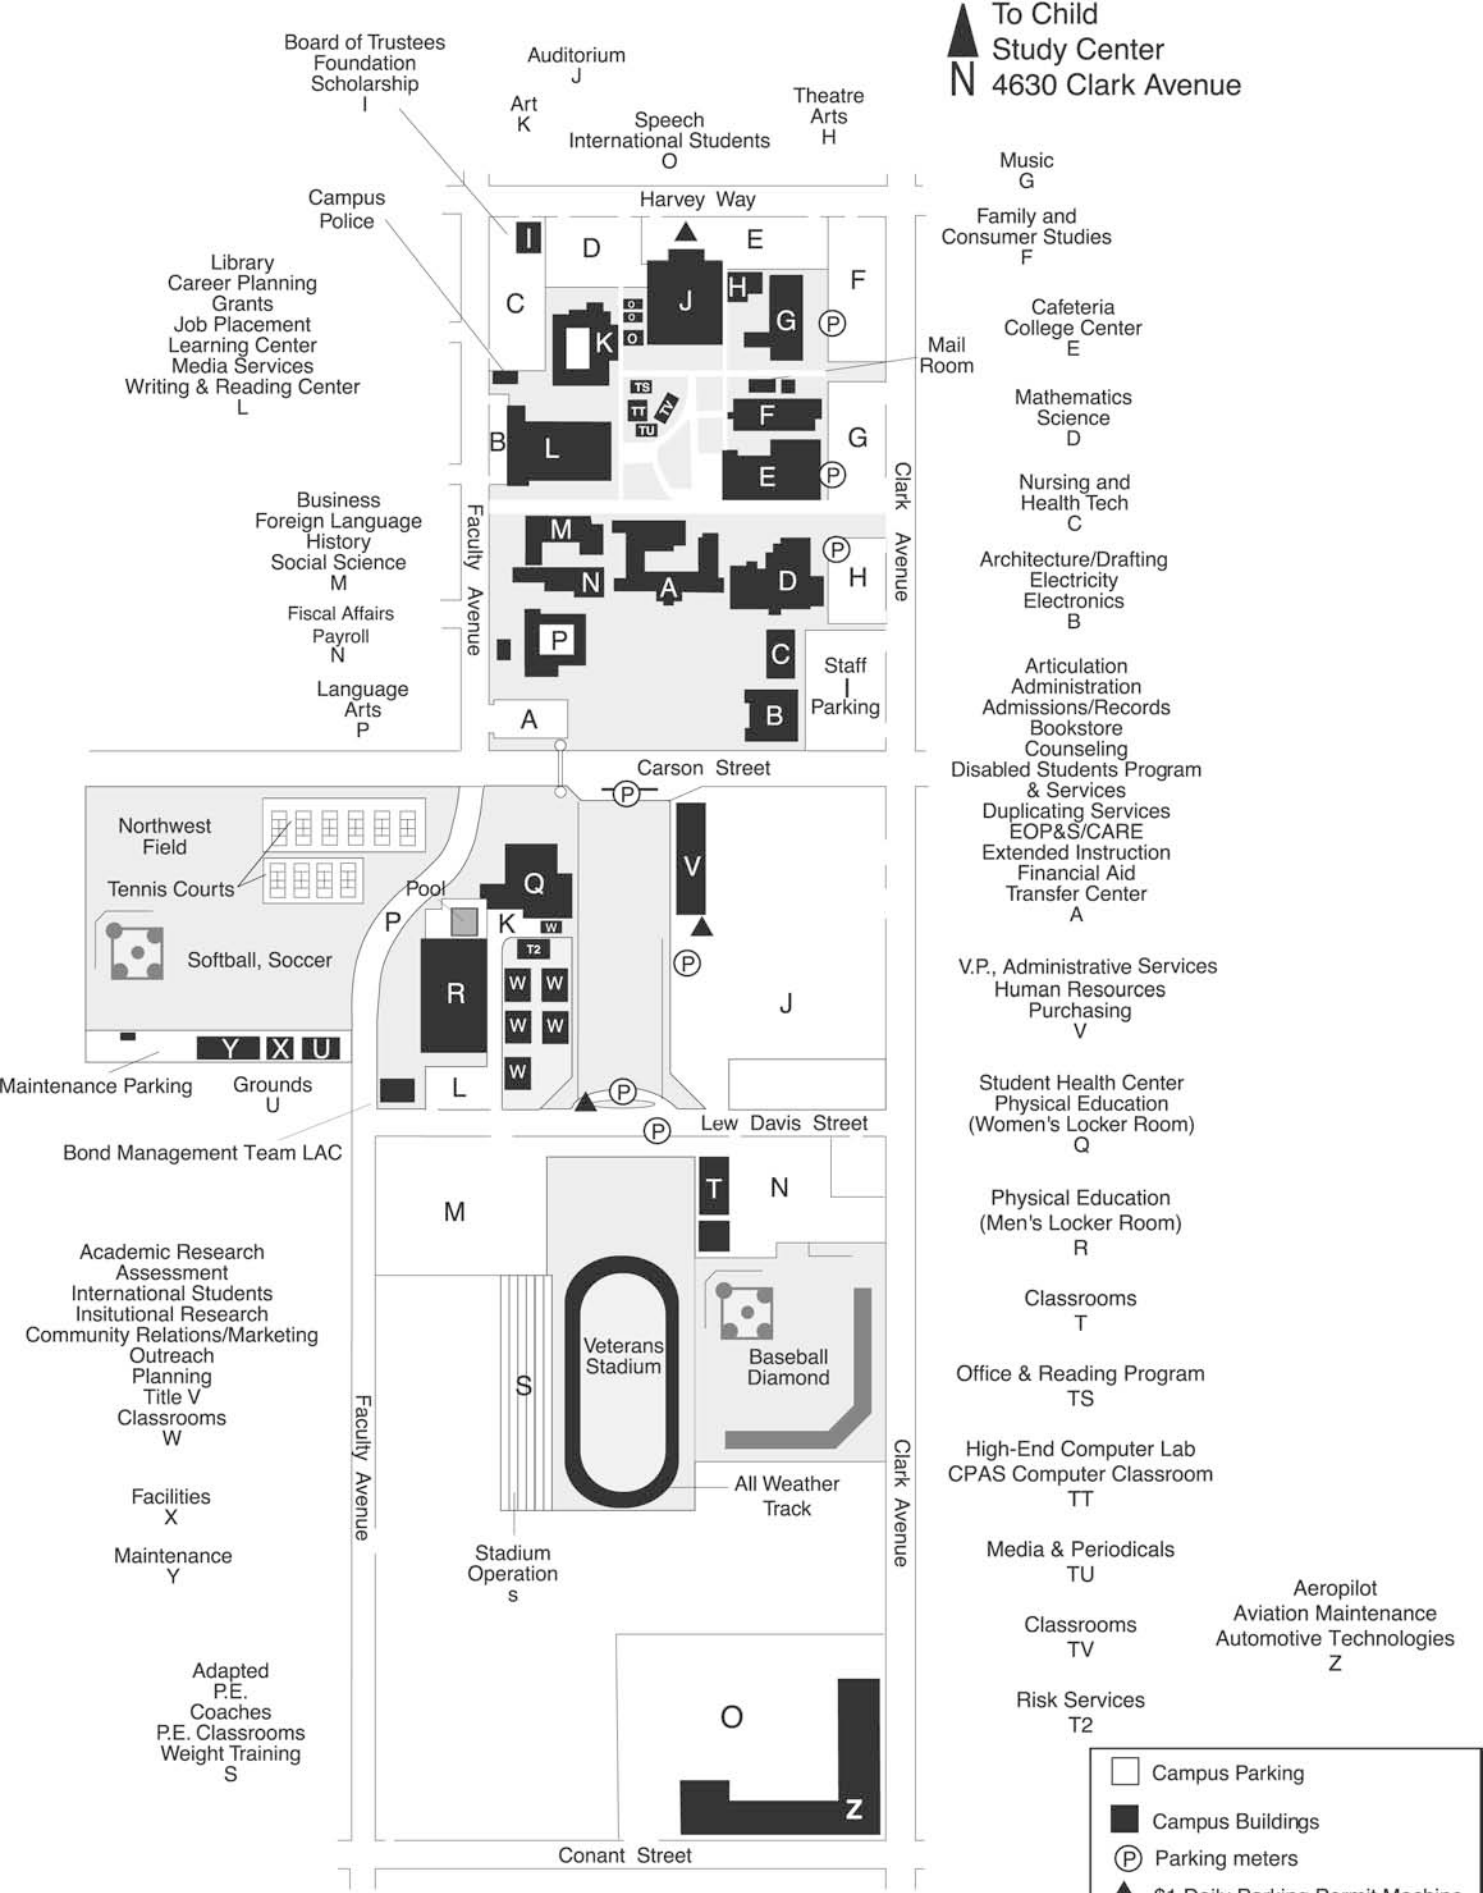 To Child
Study Center
N 4630 Clark Avenue
Board of Trustees
Foundation
Scholarship
I
Auditorium
J
Art
K
Speech
International Students
O
Theatre
Arts
H
Campus
Police
Library
Career Planning
Grants
Job Placement
Learning Center
Media Services
Writing & Reading Center
L
Business
Foreign Language
History
Social Science
M
Fiscal Affairs
Payroll
N
Language
Arts
P
Harvey Way
I
D
E
C
J
H
F
G
P
K
O
O
O
Mail
Room
TS
TT
TV
TU
F
B
L
G
E
P
Faculty Avenue
Clark Avenue
M
N
A
D
P
H
P
C
Staff
I
Parking
A
B
Carson Street
P
Northwest
Field
Tennis Courts
Pool
Softball, Soccer
P
Q
K
W
T2
R
W
W
W
W
W
V
P
J
Y
X
U
Maintenance Parking
Grounds
U
L
P
Bond Management Team LAC
P
Lew Davis Street
M
T
N
S
Veterans
Stadium
Baseball
Diamond
All Weather
Track
Faculty Avenue
Clark Avenue
Stadium
Operation
s
O
Z
Conant Street
Academic Research
Assessment
International Students
Insitutional Research
Community Relations/Marketing
Outreach
Planning
Title V
Classrooms
W
Facilities
X
Maintenance
Y
Adapted
P.E.
Coaches
P.E. Classrooms
Weight Training
S
Music
G
Family and
Consumer Studies
F
Cafeteria
College Center
E
Mathematics
Science
D
Nursing and
Health Tech
C
Architecture/Drafting
Electricity
Electronics
B
Articulation
Administration
Admissions/Records
Bookstore
Counseling
Disabled Students Program
& Services
Duplicating Services
EOP&S/CARE
Extended Instruction
Financial Aid
Transfer Center
A
V.P., Administrative Services
Human Resources
Purchasing
V
Student Health Center
Physical Education
(Women's Locker Room)
Q
Physical Education
(Men's Locker Room)
R
Classrooms
T
Office & Reading Program
TS
High-End Computer Lab
CPAS Computer Classroom
TT
Media & Periodicals
TU
Classrooms
TV
Risk Services
T2
Aeropilot
Aviation Maintenance
Automotive Technologies
Z
Campus Parking
Campus Buildings
P Parking meters
$1 Daily Parking Permit Machine